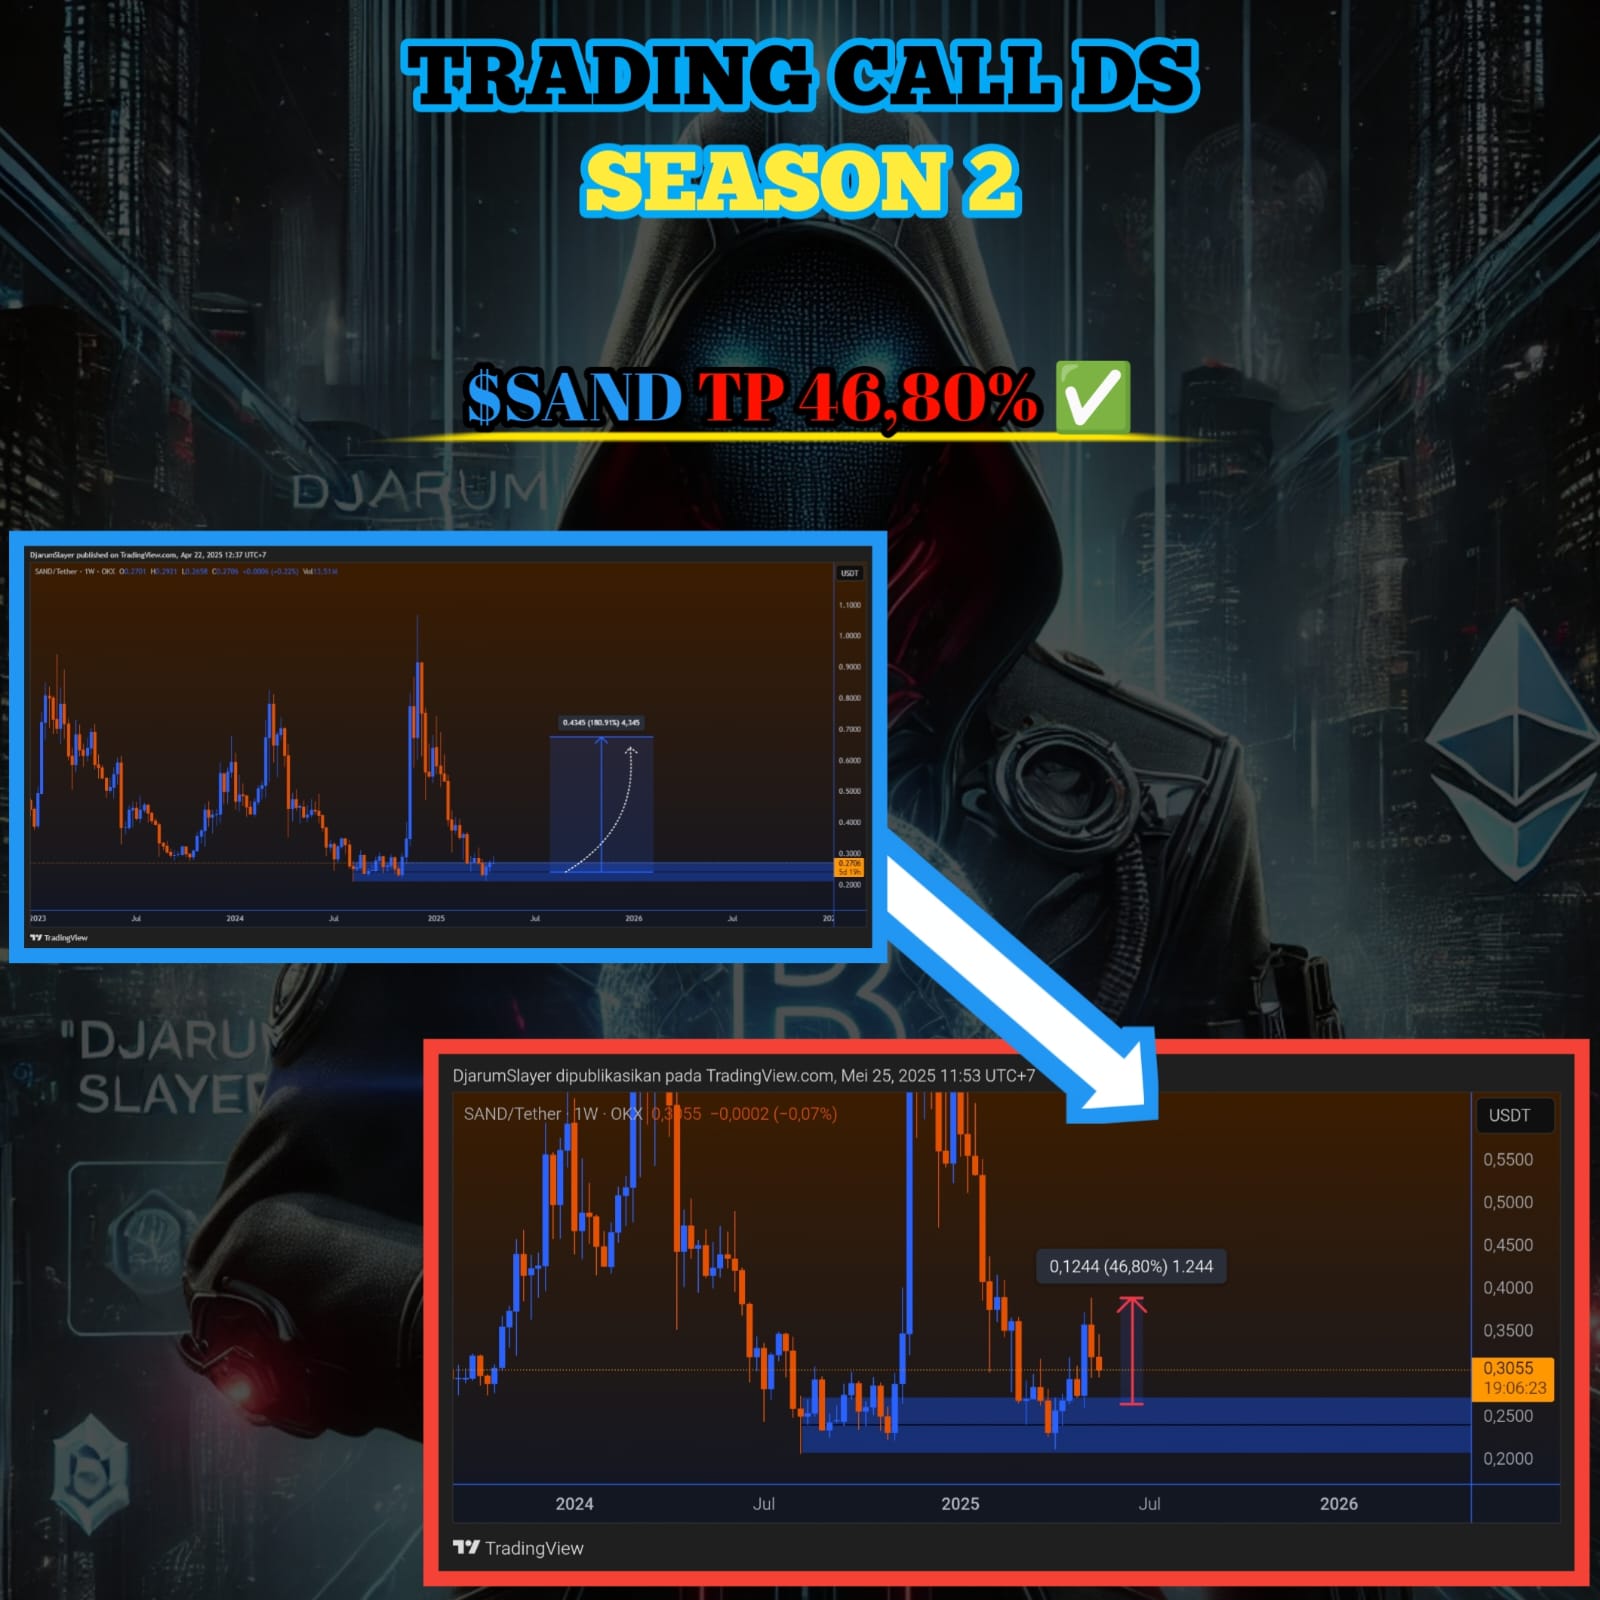 TRADING CALL DS
SEASON 2
$SAND TP 46,80% ✅
DJARUM
DjarumSlayer published on TradingView.com, Apr 22, 2025 12:37 UTC+7
SAND/Tether · 1W · OKX O0.2701 H0.2921 L0.2658 C0.2706 +0.0006 (+0.22%)
USDT
1.1000
1.0000
0.9000
0.8000
0.7000
0.6000
0.5000
0.4000
0.3000
0.2706
5d 19h
0.2000
0.4345 (180.91%) 4,345
2023
Jul
2024
Jul
2025
Jul
2026
Jul
TradingView
"DJARUM
SLAYER
DjarumSlayer dipublikasikan pada TradingView.com, Mei 25, 2025 11:53 UTC+7
SAND/Tether · 1W · OKX 0,3055 −0,0002 (−0,07%)
USDT
0,5500
0,5000
0,4500
0,4000
0,3500
0,3055
19:06:23
0,2500
0,2000
0,1244 (46,80%) 1.244
2024
Jul
2025
Jul
2026
TradingView